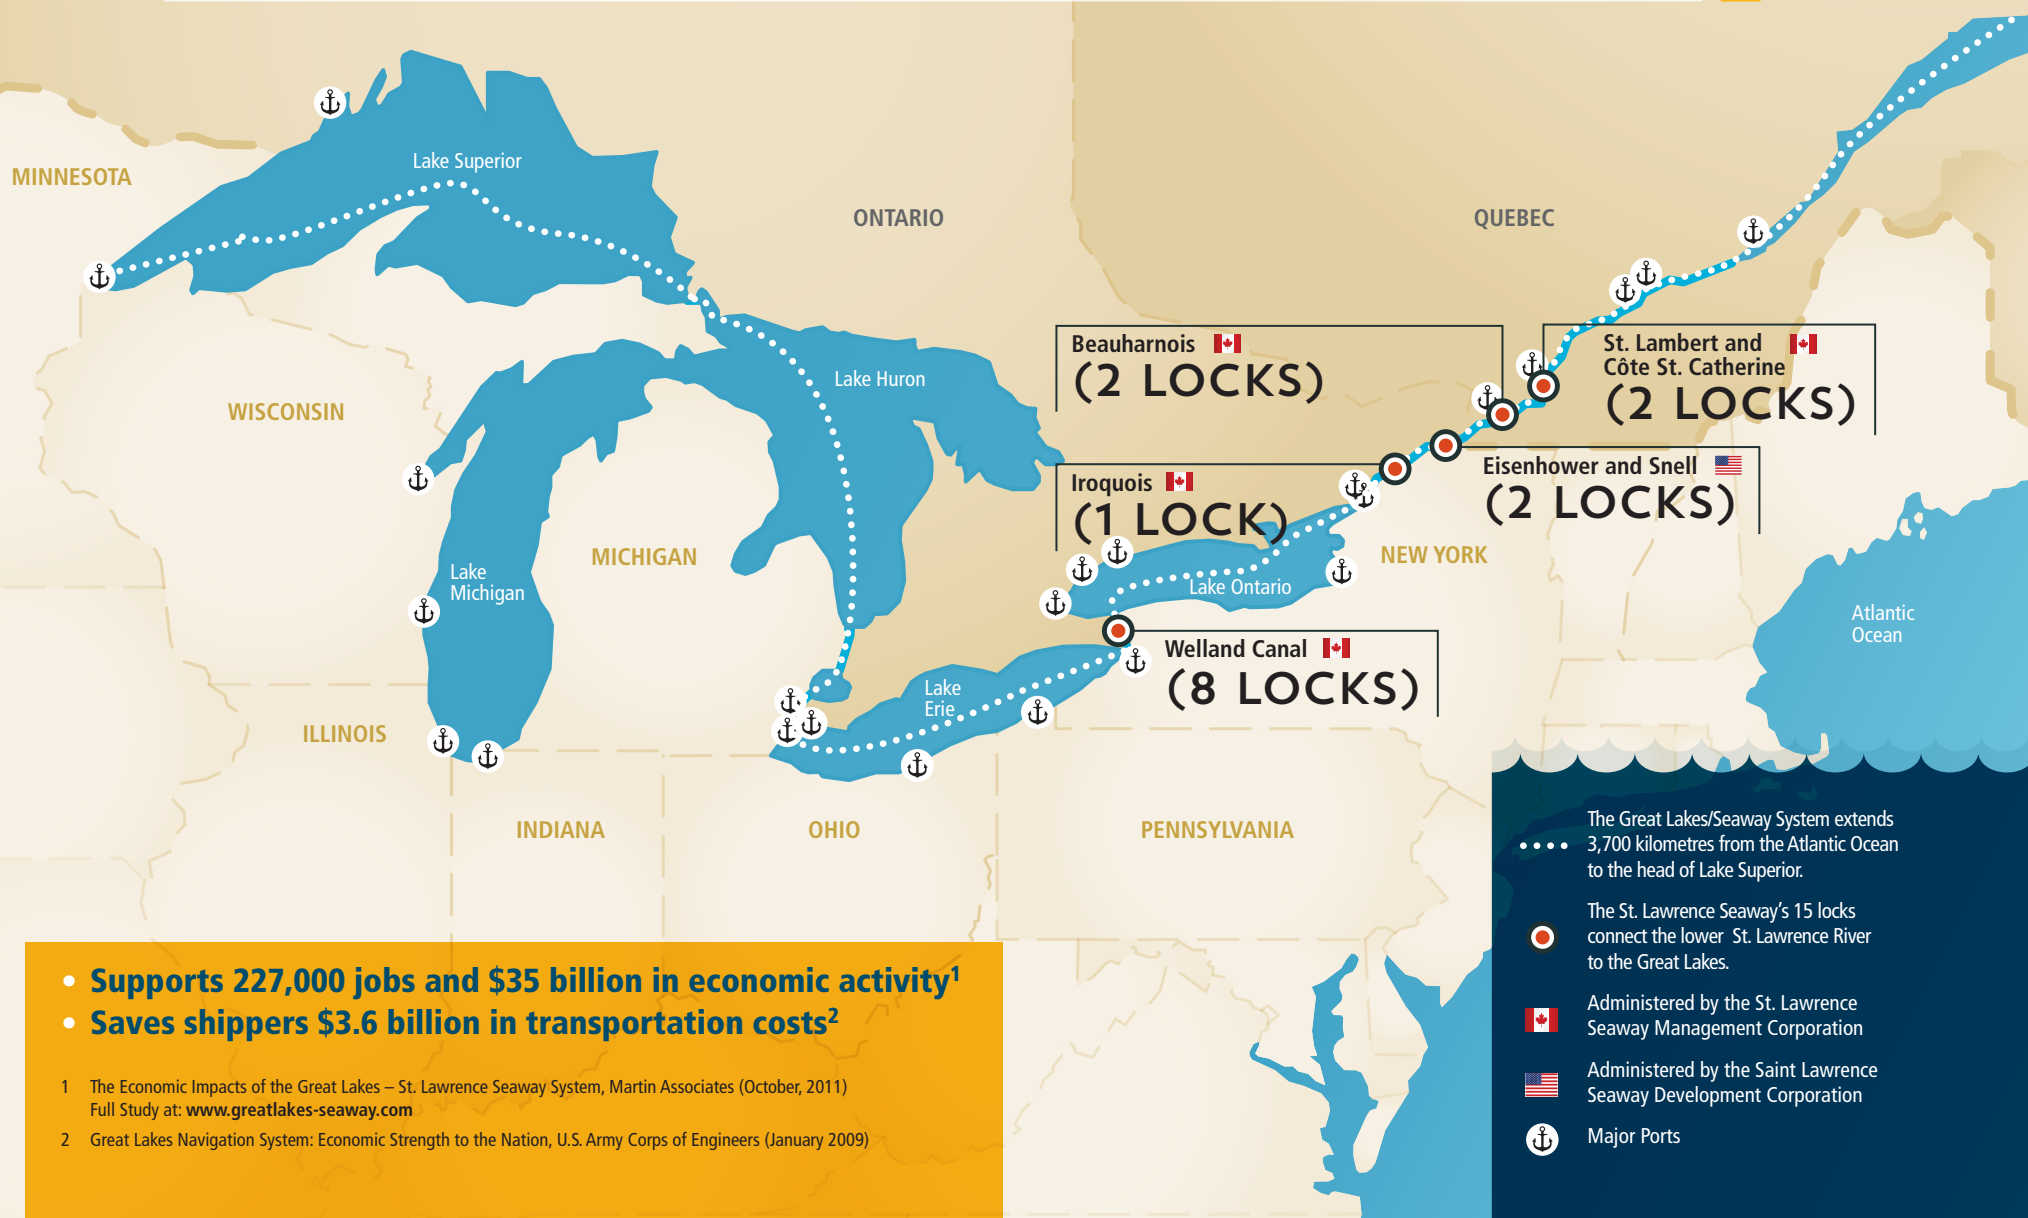 MINNESOTA
Lake Superior
ONTARIO
QUEBEC
Beauharnois
(2 LOCKS)
St. Lambert and
Côte St. Catherine
(2 LOCKS)
Lake Huron
WISCONSIN
Iroquois
(1 LOCK)
Eisenhower and Snell
(2 LOCKS)
MICHIGAN
NEW YORK
Lake
Michigan
Lake Ontario
Atlantic
Ocean
Welland Canal
(8 LOCKS)
Lake
Erie
ILLINOIS
INDIANA
OHIO
PENNSYLVANIA
The Great Lakes/Seaway System extends
3,700 kilometres from the Atlantic Ocean
to the head of Lake Superior.
The St. Lawrence Seaway's 15 locks
connect the lower St. Lawrence River
to the Great Lakes.
Administered by the St. Lawrence
Seaway Management Corporation
Administered by the Saint Lawrence
Seaway Development Corporation
Major Ports
• Supports 227,000 jobs and $35 billion in economic activity¹
• Saves shippers $3.6 billion in transportation costs²
1 The Economic Impacts of the Great Lakes – St. Lawrence Seaway System, Martin Associates (October, 2011)
Full Study at: www.greatlakes-seaway.com
2 Great Lakes Navigation System: Economic Strength to the Nation, U.S. Army Corps of Engineers (January 2009)